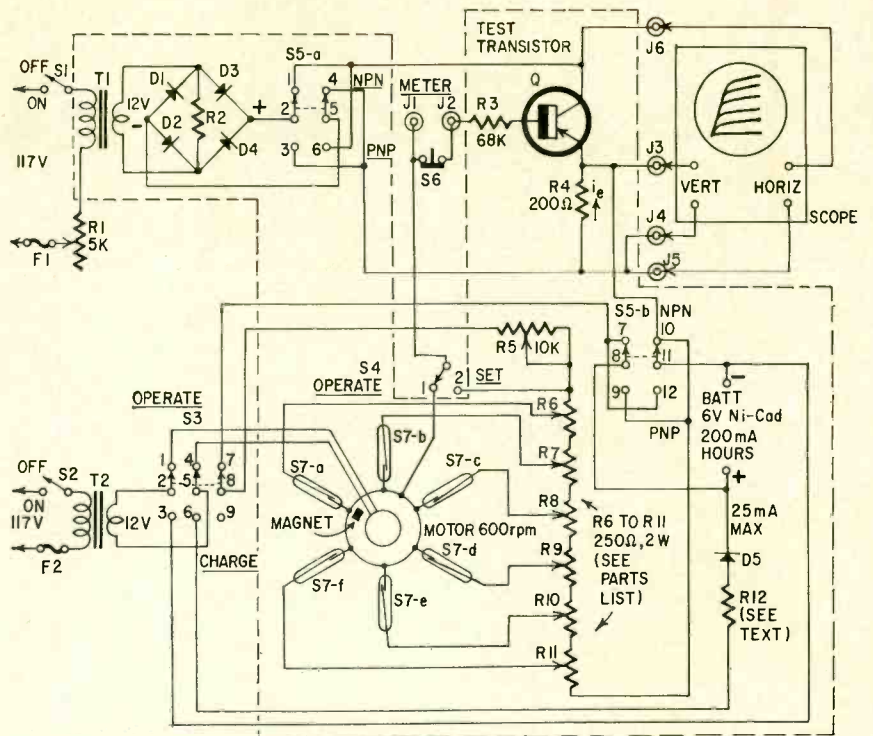 TEST
TRANSISTOR
J6
OFF S1
ON
117V
T1
12V
D1
D3
D2
R2
D4
-
+
S5-a
1
4
NPN
2
5
3
6
PNP
METER
J1
J2
S6
R3
68K
Q
R4
200Ω
ie
J3
J4
J5
VERT
HORIZ
SCOPE
R1
5K
F1
S5-b
NPN
7
10
8
11
9
12
PNP
R5
10K
S4
OPERATE
1
2
SET
-
BATT
6V Ni-Cad
200mA
HOURS
+
25mA
MAX
D5
R12
(SEE
TEXT)
OPERATE
S3
1
4
7
2
5
8
3
6
9
CHARGE
OFF
S2
ON
117V
F2
T2
12V
S7-a
S7-b
S7-c
S7-d
S7-e
S7-f
MAGNET
MOTOR 600rpm
R6
R7
R8
R9
R10
R11
R6 TO R11
250Ω, 2W
(SEE
PARTS
LIST)